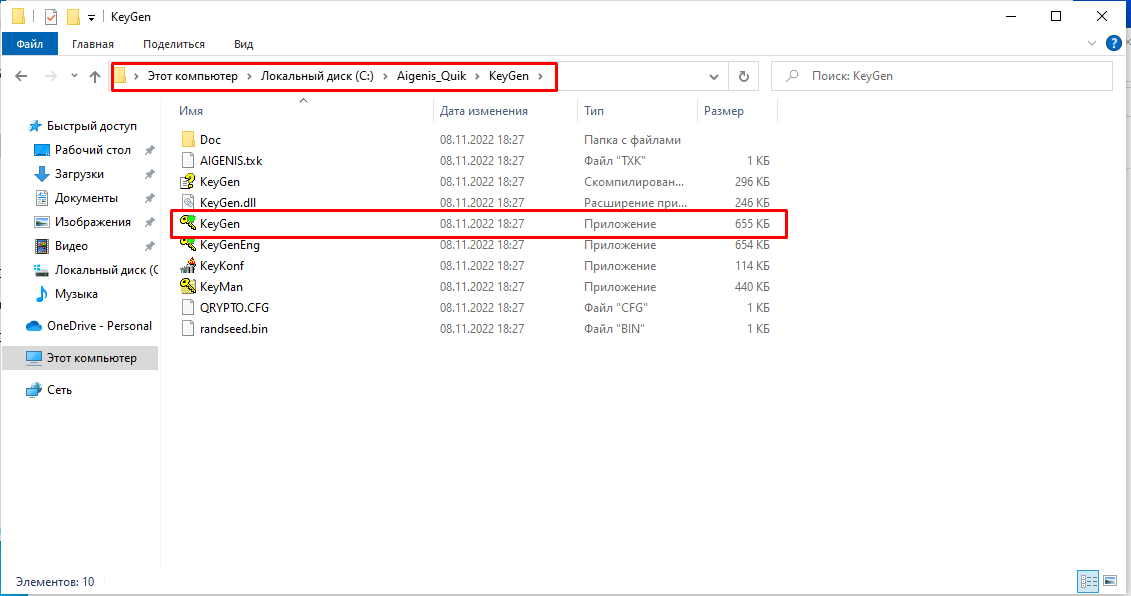 KeyGen
Файл Главная Поделиться Вид
Этот компьютер Локальный диск (C:) Aigenis_Quik KeyGen Поиск: KeyGen
Имя Дата изменения Тип Размер
Быстрый доступ
Рабочий стол
Загрузки
Документы
Изображения
Видео
Локальный диск (C
Музыка
OneDrive - Personal
Этот компьютер
Сеть
Doc 08.11.2022 18:27 Папка с файлами
AIGENIS.txk 08.11.2022 18:27 Файл "TXK" 1 КБ
KeyGen 08.11.2022 18:27 Скомпилирован... 296 КБ
KeyGen.dll 08.11.2022 18:27 Расширение при... 246 КБ
KeyGen 08.11.2022 18:27 Приложение 655 КБ
KeyGenEng 08.11.2022 18:27 Приложение 654 КБ
KeyKonf 08.11.2022 18:27 Приложение 114 КБ
KeyMan 08.11.2022 18:27 Приложение 440 КБ
QRYPTO.CFG 08.11.2022 18:27 Файл "CFG" 1 КБ
randseed.bin 08.11.2022 18:27 Файл "BIN" 1 КБ
Элементов: 10